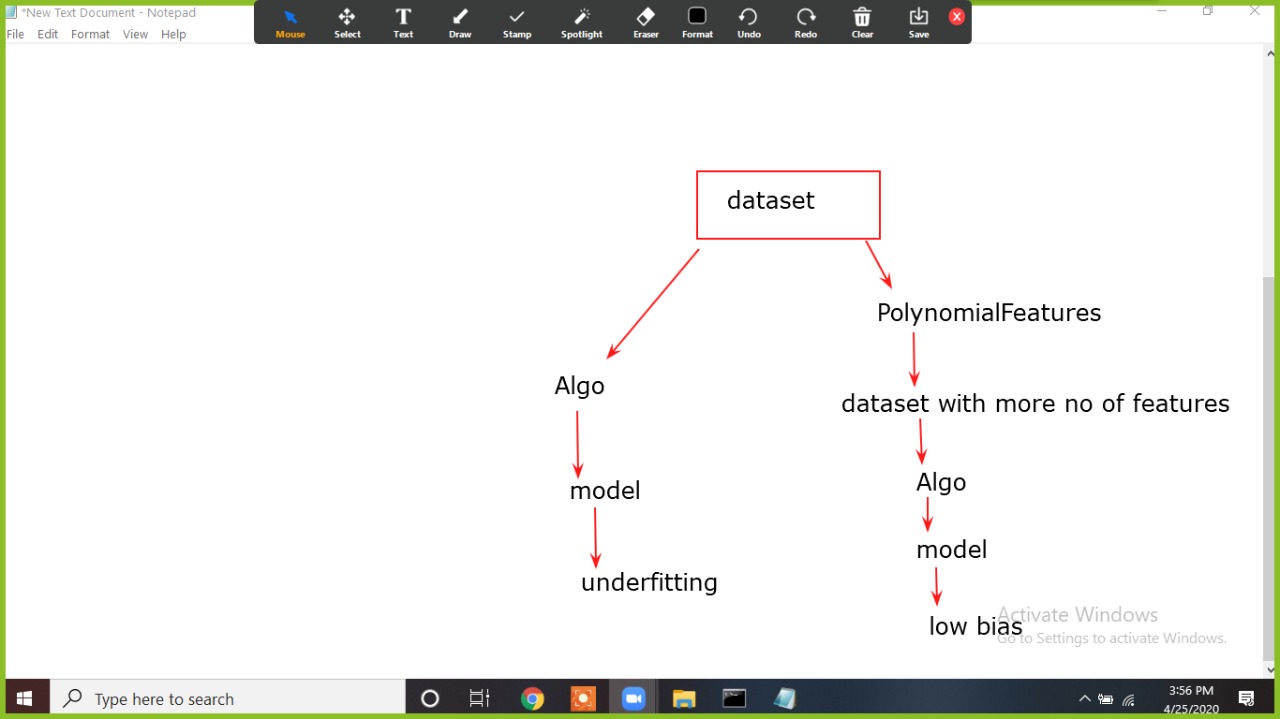 *New Text Document - Notepad
File Edit Format View Help
Mouse Select Text Draw Stamp Spotlight Eraser Format Undo Redo Clear Save
dataset
PolynomialFeatures
Algo
dataset with more no of features
Algo
model
model
underfitting
low bias
Activate Windows
Go to Settings to activate Windows.
Type here to search
3:56 PM
4/25/2020